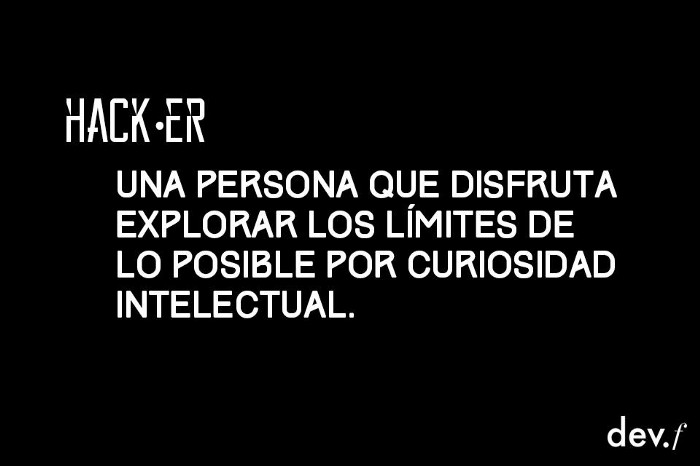 HACK•ER
UNA PERSONA QUE DISFRUTA
EXPLORAR LOS LÍMITES DE
LO POSIBLE POR CURIOSIDAD
INTELECTUAL.
dev.f